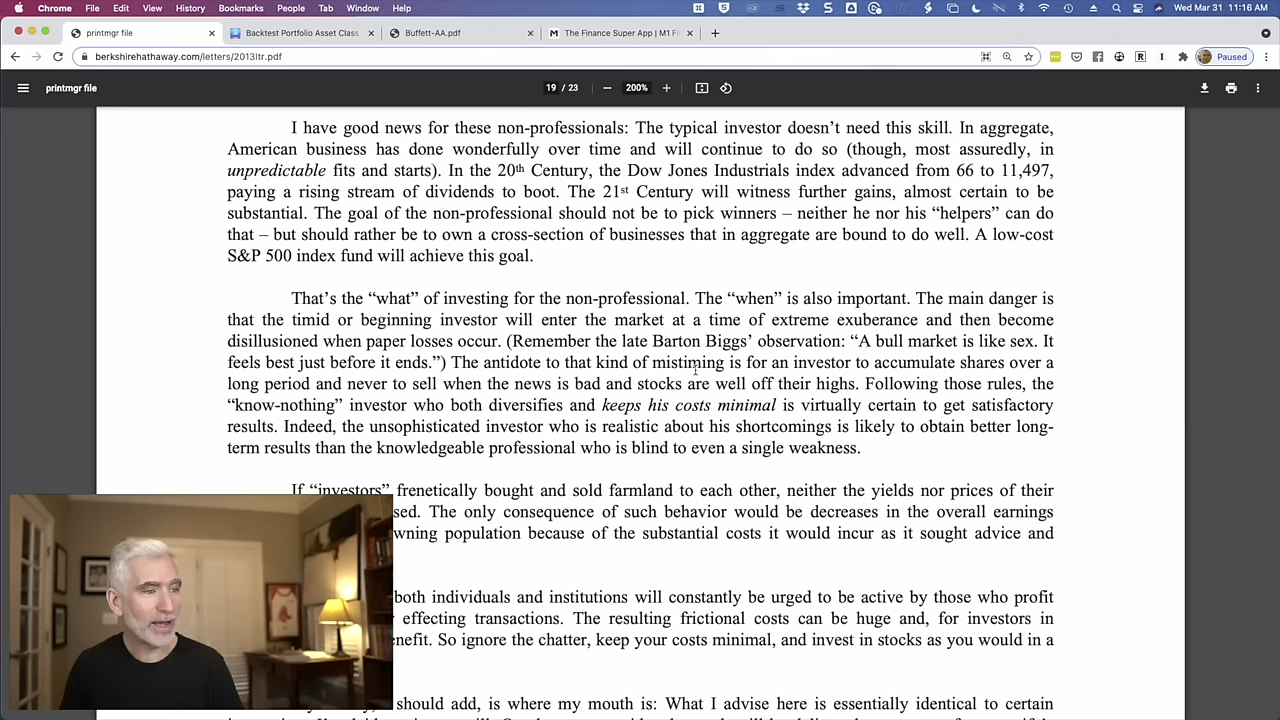 Chrome File Edit View History Bookmarks People Tab Window Help Wed Mar 31 11:16 AM
printmgr file Backtest Portfolio Asset Class Buffett-AA.pdf The Finance Super App | M1 Fi
berkshirehathaway.com/letters/2013ltr.pdf Paused
printmgr file 19 / 23 200%
I have good news for these non-professionals: The typical investor doesn’t need this skill. In aggregate,
American business has done wonderfully over time and will continue to do so (though, most assuredly, in
unpredictable fits and starts). In the 20th Century, the Dow Jones Industrials index advanced from 66 to 11,497,
paying a rising stream of dividends to boot. The 21st Century will witness further gains, almost certain to be
substantial. The goal of the non-professional should not be to pick winners – neither he nor his “helpers” can do
that – but should rather be to own a cross-section of businesses that in aggregate are bound to do well. A low-cost
S&P 500 index fund will achieve this goal.
That’s the “what” of investing for the non-professional. The “when” is also important. The main danger is
that the timid or beginning investor will enter the market at a time of extreme exuberance and then become
disillusioned when paper losses occur. (Remember the late Barton Biggs’ observation: “A bull market is like sex. It
feels best just before it ends.”) The antidote to that kind of mistiming is for an investor to accumulate shares over a
long period and never to sell when the news is bad and stocks are well off their highs. Following those rules, the
“know-nothing” investor who both diversifies and keeps his costs minimal is virtually certain to get satisfactory
results. Indeed, the unsophisticated investor who is realistic about his shortcomings is likely to obtain better long-
term results than the knowledgeable professional who is blind to even a single weakness.
If “investors” frenetically bought and sold farmland to each other, neither the yields nor prices of their
sed. The only consequence of such behavior would be decreases in the overall earnings
wning population because of the substantial costs it would incur as it sought advice and
both individuals and institutions will constantly be urged to be active by those who profit
effecting transactions. The resulting frictional costs can be huge and, for investors in
nefit. So ignore the chatter, keep your costs minimal, and invest in stocks as you would in a
should add, is where my mouth is: What I advise here is essentially identical to certain